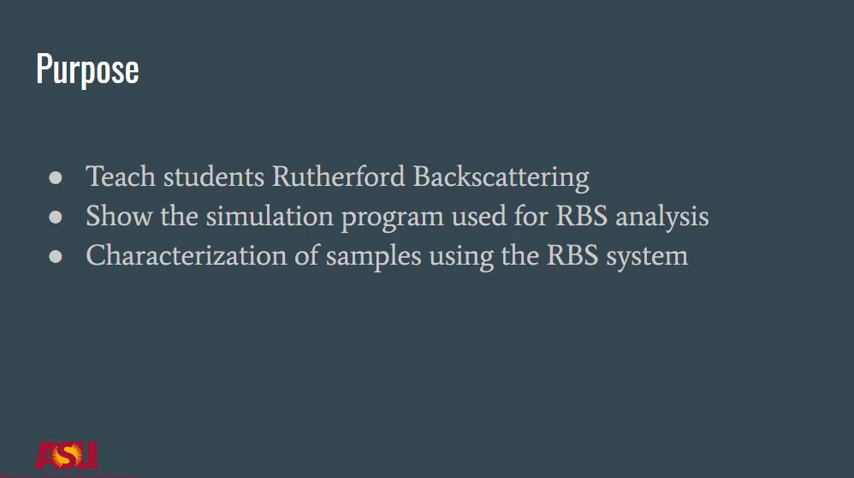 Purpose
● Teach students Rutherford Backscattering
● Show the simulation program used for RBS analysis
● Characterization of samples using the RBS system
ASU